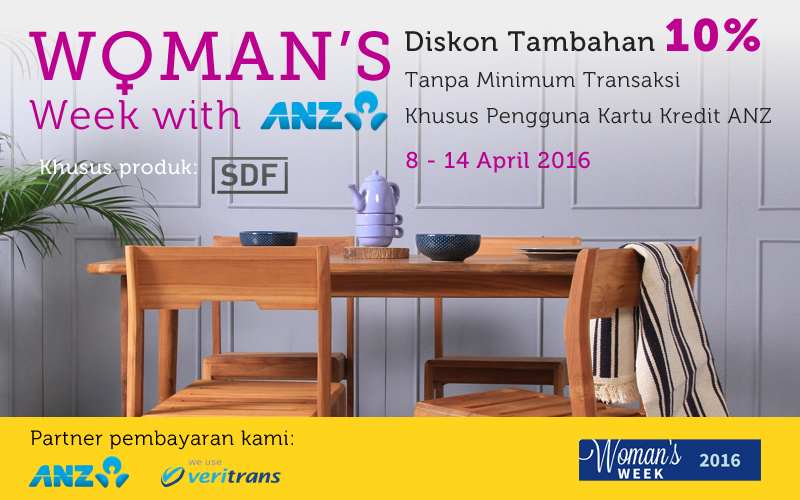 WOMAN'S
Week with ANZ
Khusus produk: SDF
Diskon Tambahan 10%
Tanpa Minimum Transaksi
Khusus Pengguna Kartu Kredit ANZ
8 - 14 April 2016
Partner pembayaran kami:
ANZ
we use
veritrans
Woman's
WEEK
2016